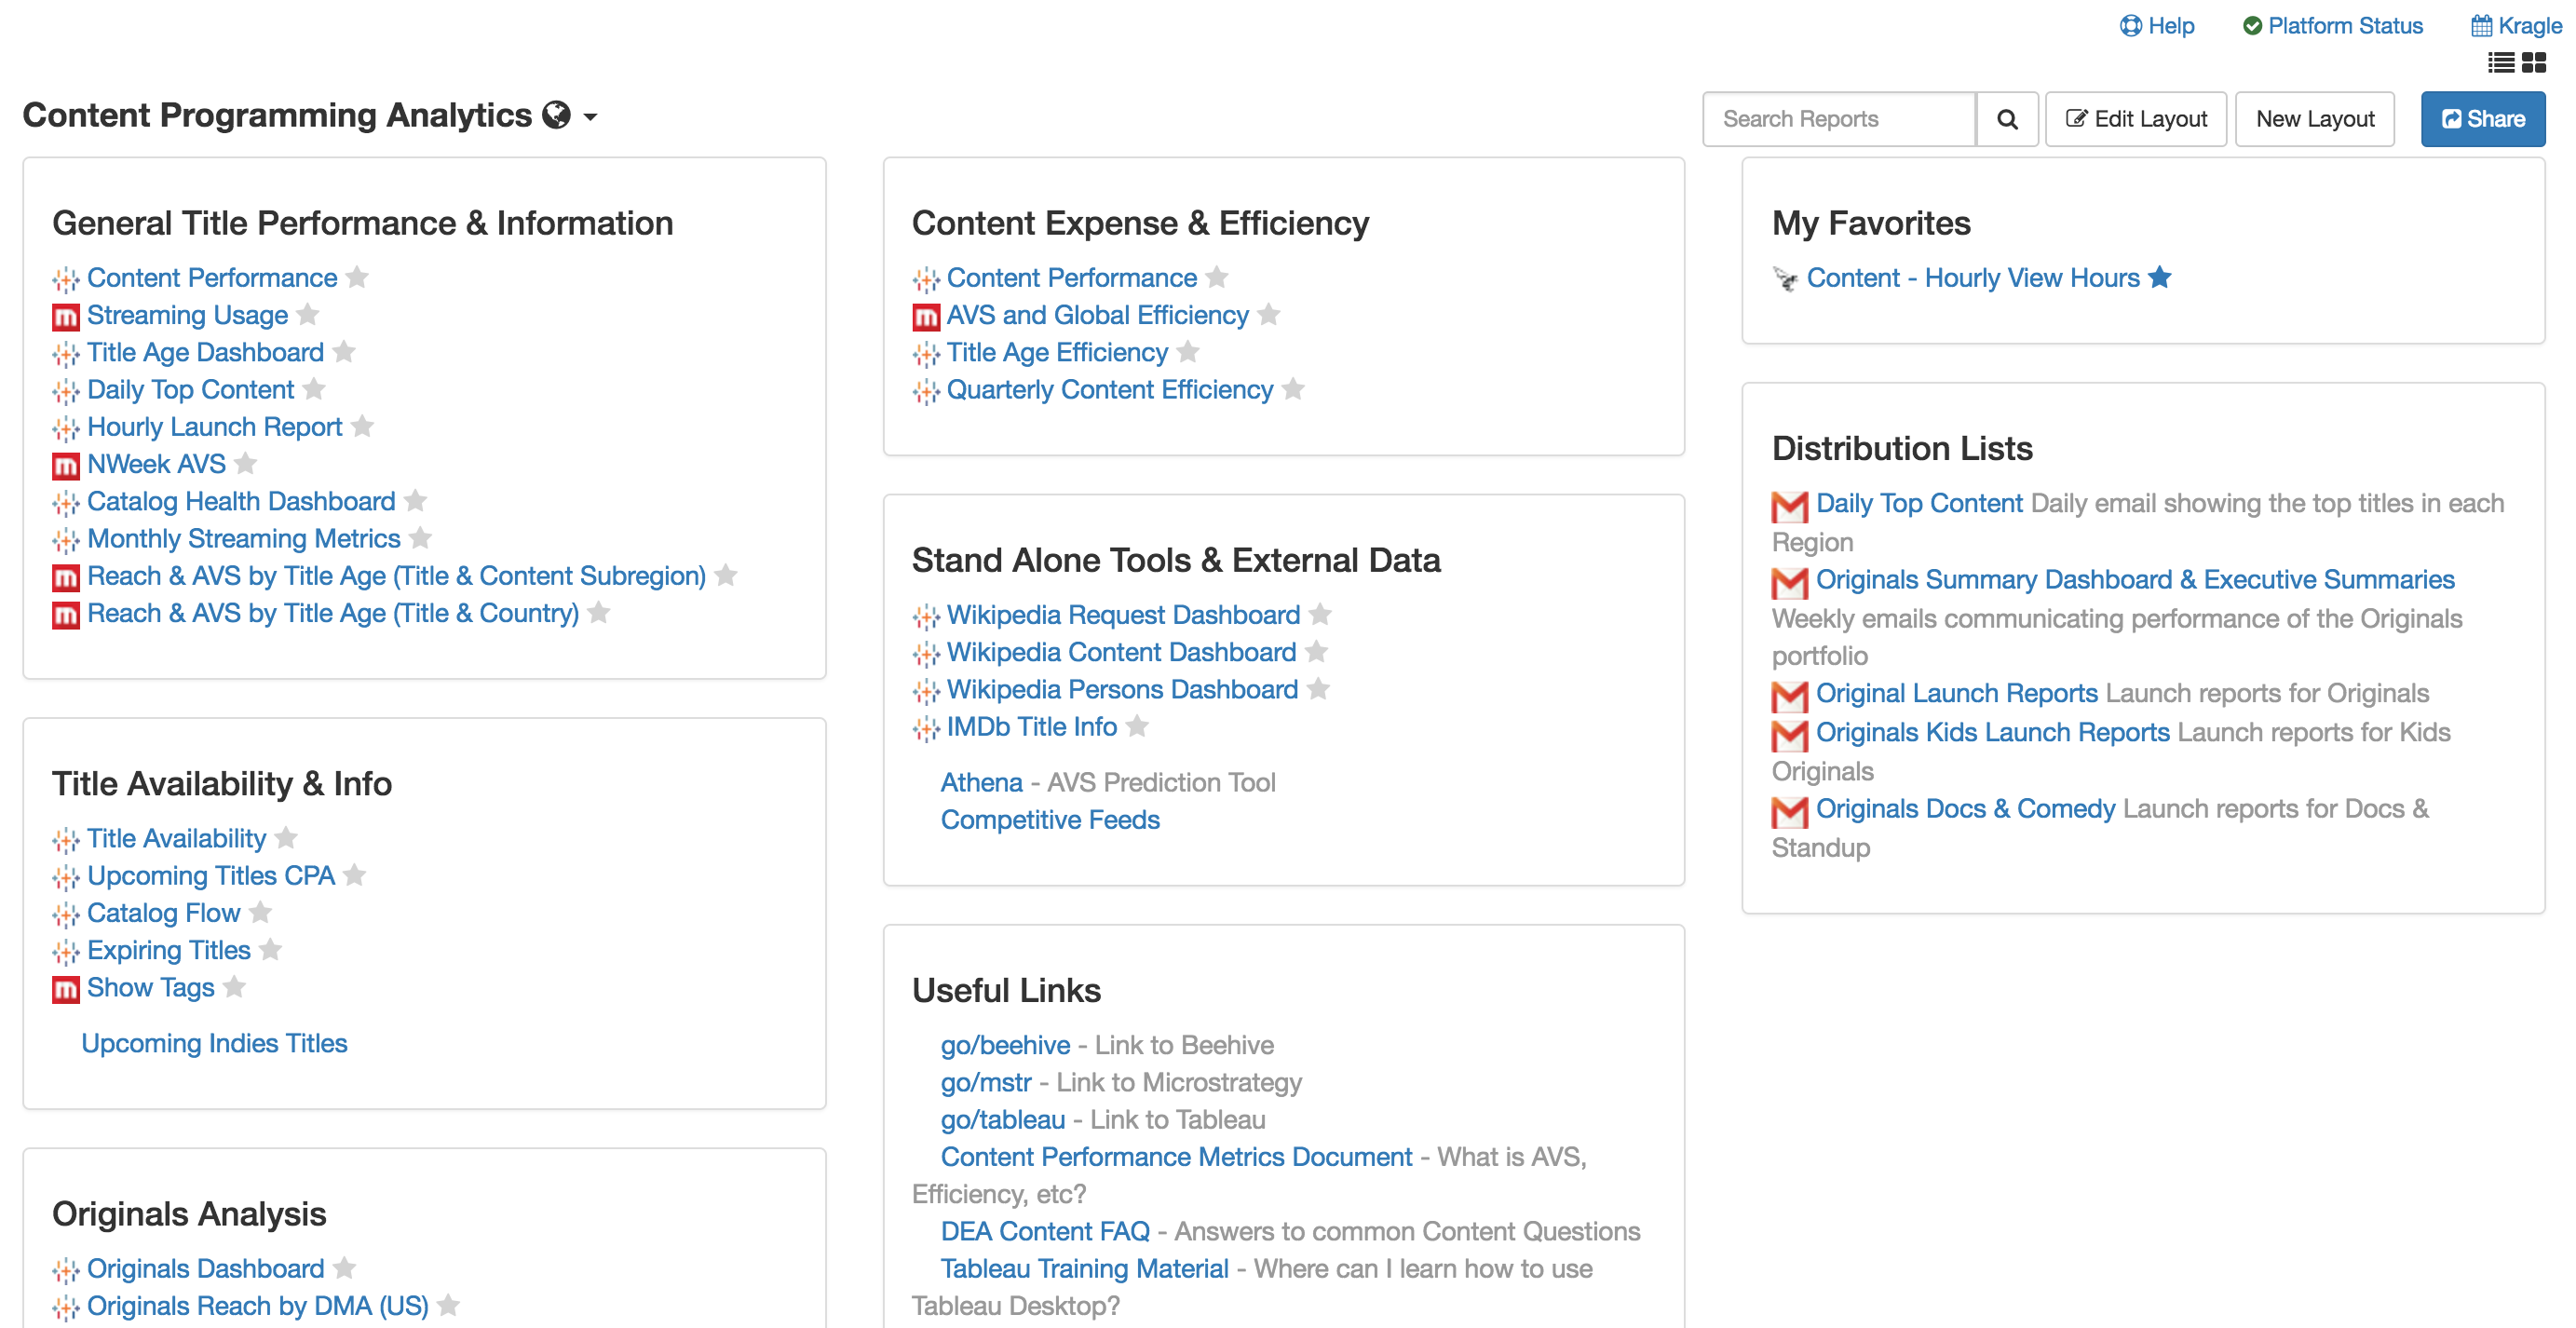 Help Platform Status Kragle
Content Programming Analytics
Search Reports Edit Layout New Layout Share
General Title Performance & Information
Content Performance
m Streaming Usage
Title Age Dashboard
Daily Top Content
Hourly Launch Report
m NWeek AVS
Catalog Health Dashboard
Monthly Streaming Metrics
m Reach & AVS by Title Age (Title & Content Subregion)
m Reach & AVS by Title Age (Title & Country)
Title Availability & Info
Title Availability
Upcoming Titles CPA
Catalog Flow
Expiring Titles
m Show Tags
Upcoming Indies Titles
Originals Analysis
Originals Dashboard
Originals Reach by DMA (US)
Content Expense & Efficiency
Content Performance
m AVS and Global Efficiency
Title Age Efficiency
Quarterly Content Efficiency
Stand Alone Tools & External Data
Wikipedia Request Dashboard
Wikipedia Content Dashboard
Wikipedia Persons Dashboard
IMDb Title Info
Athena - AVS Prediction Tool
Competitive Feeds
Useful Links
go/beehive - Link to Beehive
go/mstr - Link to Microstrategy
go/tableau - Link to Tableau
Content Performance Metrics Document - What is AVS,
Efficiency, etc?
DEA Content FAQ - Answers to common Content Questions
Tableau Training Material - Where can I learn how to use
Tableau Desktop?
My Favorites
Content - Hourly View Hours
Distribution Lists
Daily Top Content Daily email showing the top titles in each
Region
Originals Summary Dashboard & Executive Summaries
Weekly emails communicating performance of the Originals
portfolio
Original Launch Reports Launch reports for Originals
Originals Kids Launch Reports Launch reports for Kids
Originals
Originals Docs & Comedy Launch reports for Docs &
Standup